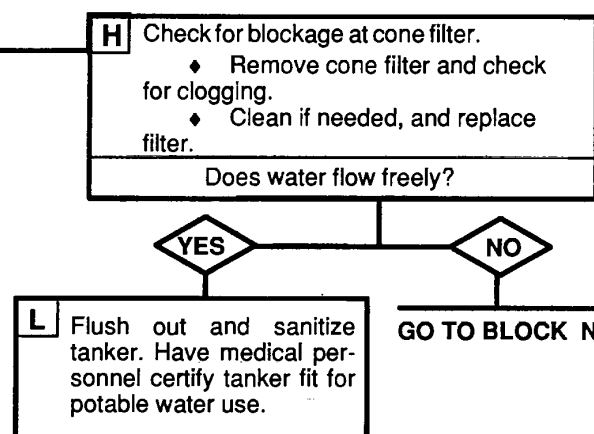 H Check for blockage at cone filter.
♦ Remove cone filter and check
for clogging.
♦ Clean if needed, and replace
filter.
Does water flow freely?
YES
NO
L Flush out and sanitize
tanker. Have medical per-
sonnel certify tanker fit for
potable water use.
GO TO BLOCK N